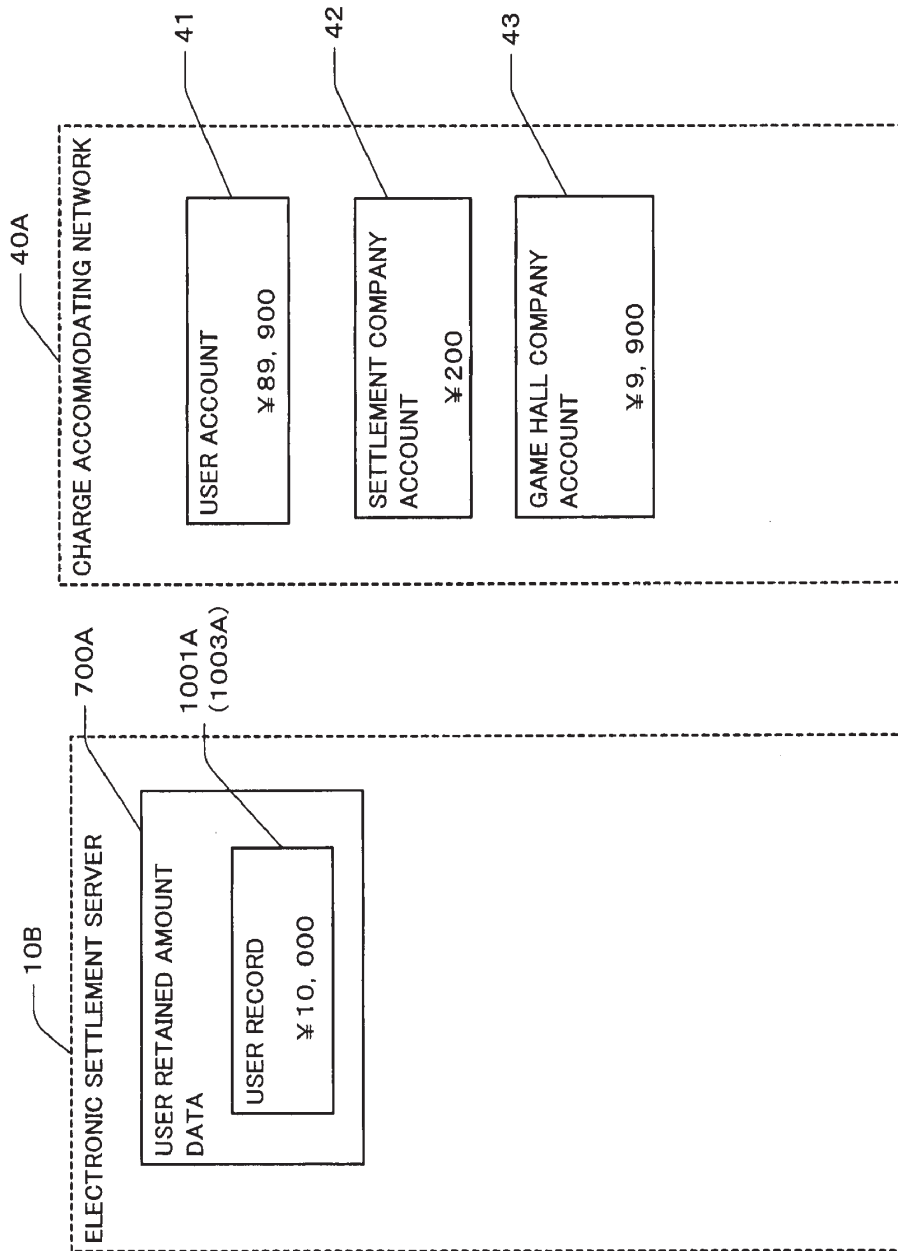 10B
ELECTRONIC SETTLEMENT SERVER
700A
USER RETAINED AMOUNT
DATA
1001A
(1003A)
USER RECORD
¥10, 000
40A
CHARGE ACCOMMODATING NETWORK
41
USER ACCOUNT
¥89, 900
42
SETTLEMENT COMPANY
ACCOUNT
¥200
43
GAME HALL COMPANY
ACCOUNT
¥9, 900